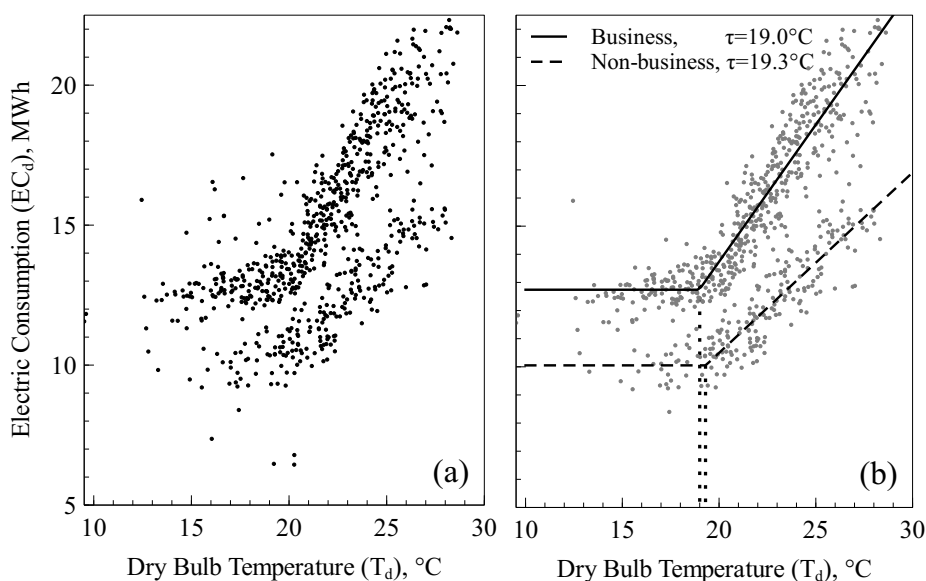 Electric Consumption (EC_d), MWh
20
15
10
5
10 15 20 25 30
Dry Bulb Temperature (T_d), °C
(a)
Business, τ=19.0°C
Non-business, τ=19.3°C
(b)
10 15 20 25 30
Dry Bulb Temperature (T_d), °C